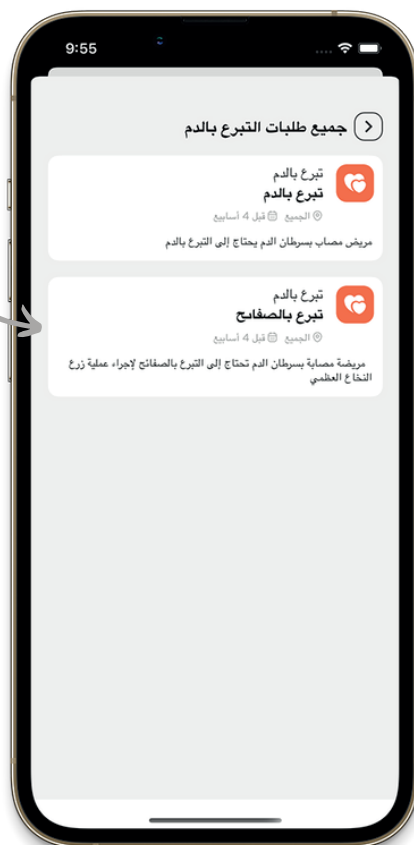 9:55
جميع طلبات التبرع بالدم
تبرع بالدم
تبرع بالدم
الجميع قبل 4 أسابيع
مريض مصاب بسرطان الدم يحتاج إلى التبرع بالدم
تبرع بالدم
تبرع بالصفائح
الجميع قبل 4 أسابيع
مريضة مصابة بسرطان الدم تحتاج إلى التبرع بالصفائح لإجراء عملية زرع
النخاع العظمي